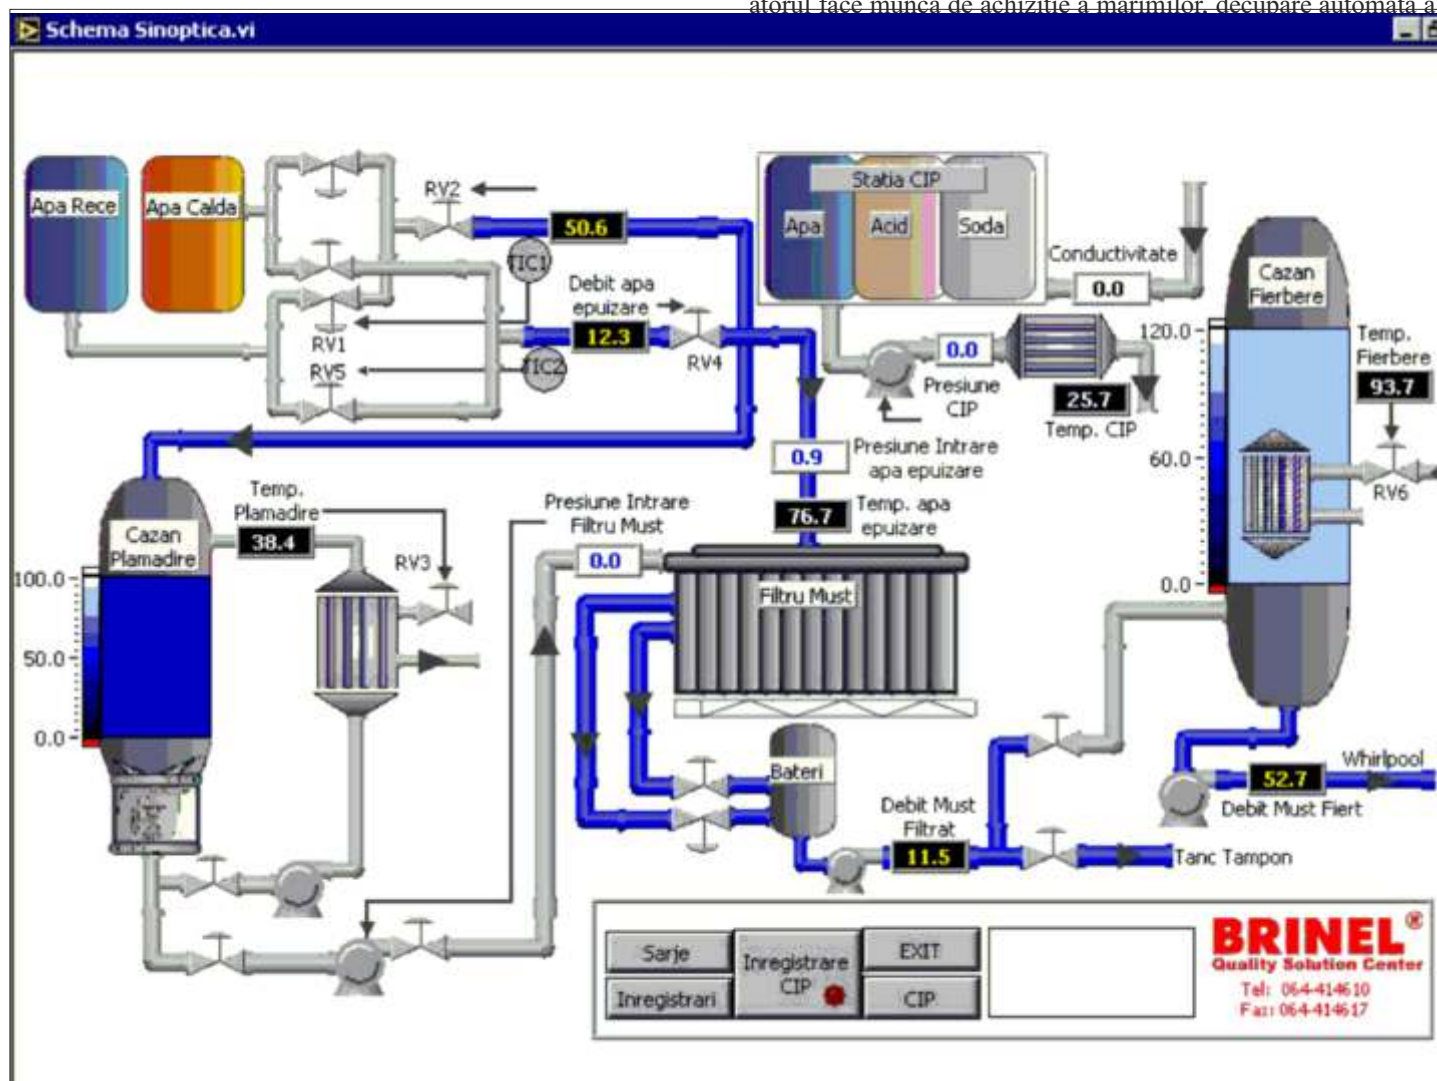 atorul face munca de achizitie a marimilor, decupare automata a
Schema Sinoptica.vi
Apa Rece
Apa Calda
RV2
50.6
TIC1
Debit apa
epuizare
12.3
RV1
RV5
TIC2
RV4
Statia CIP
Apa
Acid
Soda
Conductivitate
0.0
Cazan
Fierbere
120.0
60.0
0.0
Temp.
Fierbere
93.7
RV6
0.0
Presiune
CIP
25.7
Temp. CIP
0.9
Presiune Intrare
apa epuizare
76.7
Temp. apa
epuizare
Temp.
Plamadire
38.4
RV3
Cazan
Plamadire
100.0
50.0
0.0
Presiune Intrare
Filtru Must
0.0
Filtru Must
Bateri
Debit Must
Filtrat
11.5
Tanc Tampon
Whirlpool
52.7
Debit Must Fiert
Sarje
Inregistrari
Inregistrare
CIP
EXIT
CIP
BRINEL®
Quality Solution Center
Tel: 064-414610
Fax: 064-414617